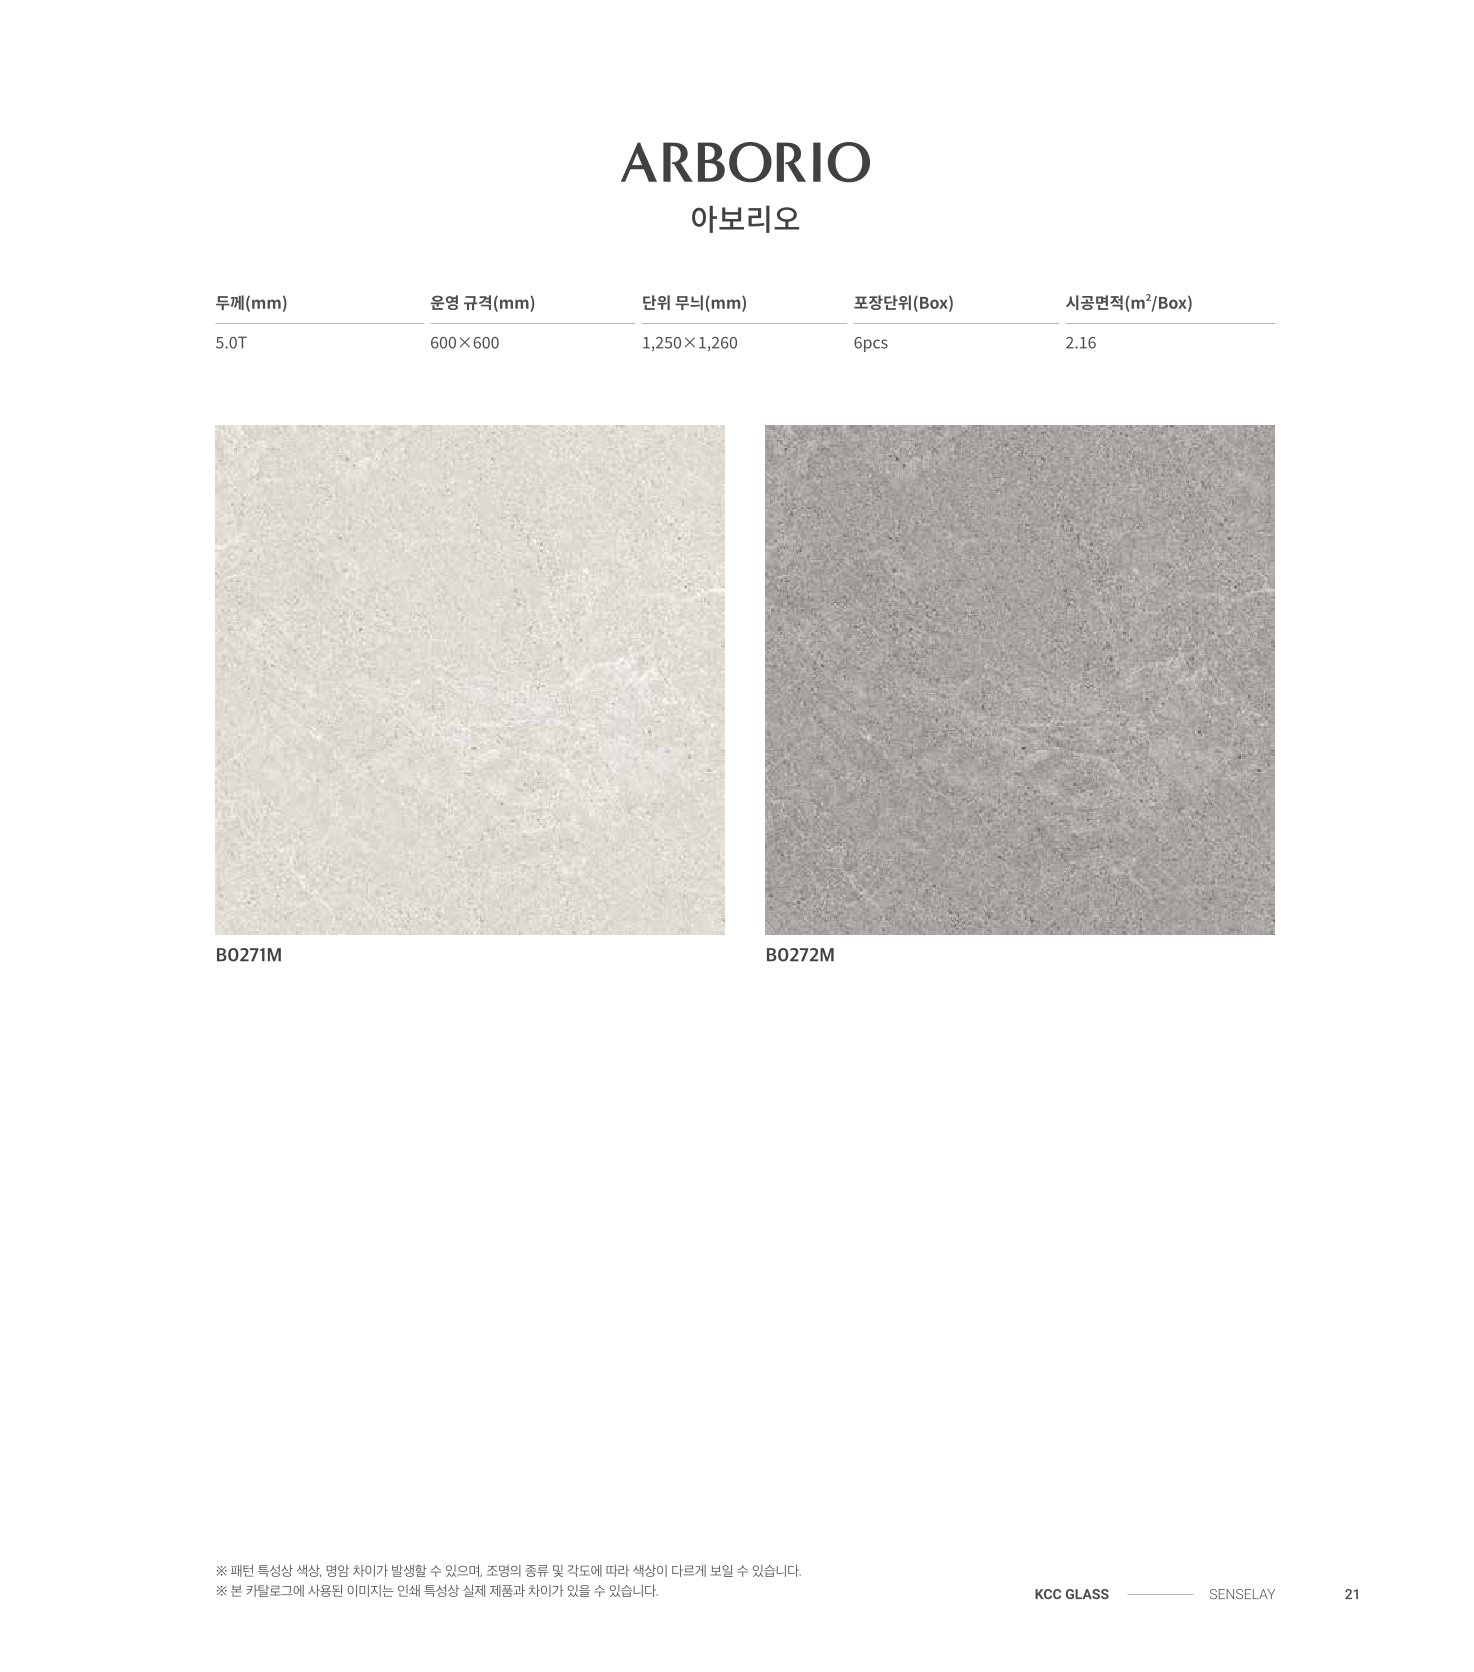 ARBORIO
아보리오
두께(mm) 운영 규격(mm) 단위 무늬(mm) 포장단위(Box) 시공면적(m²/Box)
5.0T 600×600 1,250×1,260 6pcs 2.16
BO271M BO272M
※ 패턴 특성상 색상, 명암 차이가 발생할 수 있으며, 조명의 종류 및 각도에 따라 색상이 다르게 보일 수 있습니다.
※ 본 카탈로그에 사용된 이미지는 인쇄 특성상 실제 제품과 차이가 있을 수 있습니다.
KCC GLASS SENSELAY 21